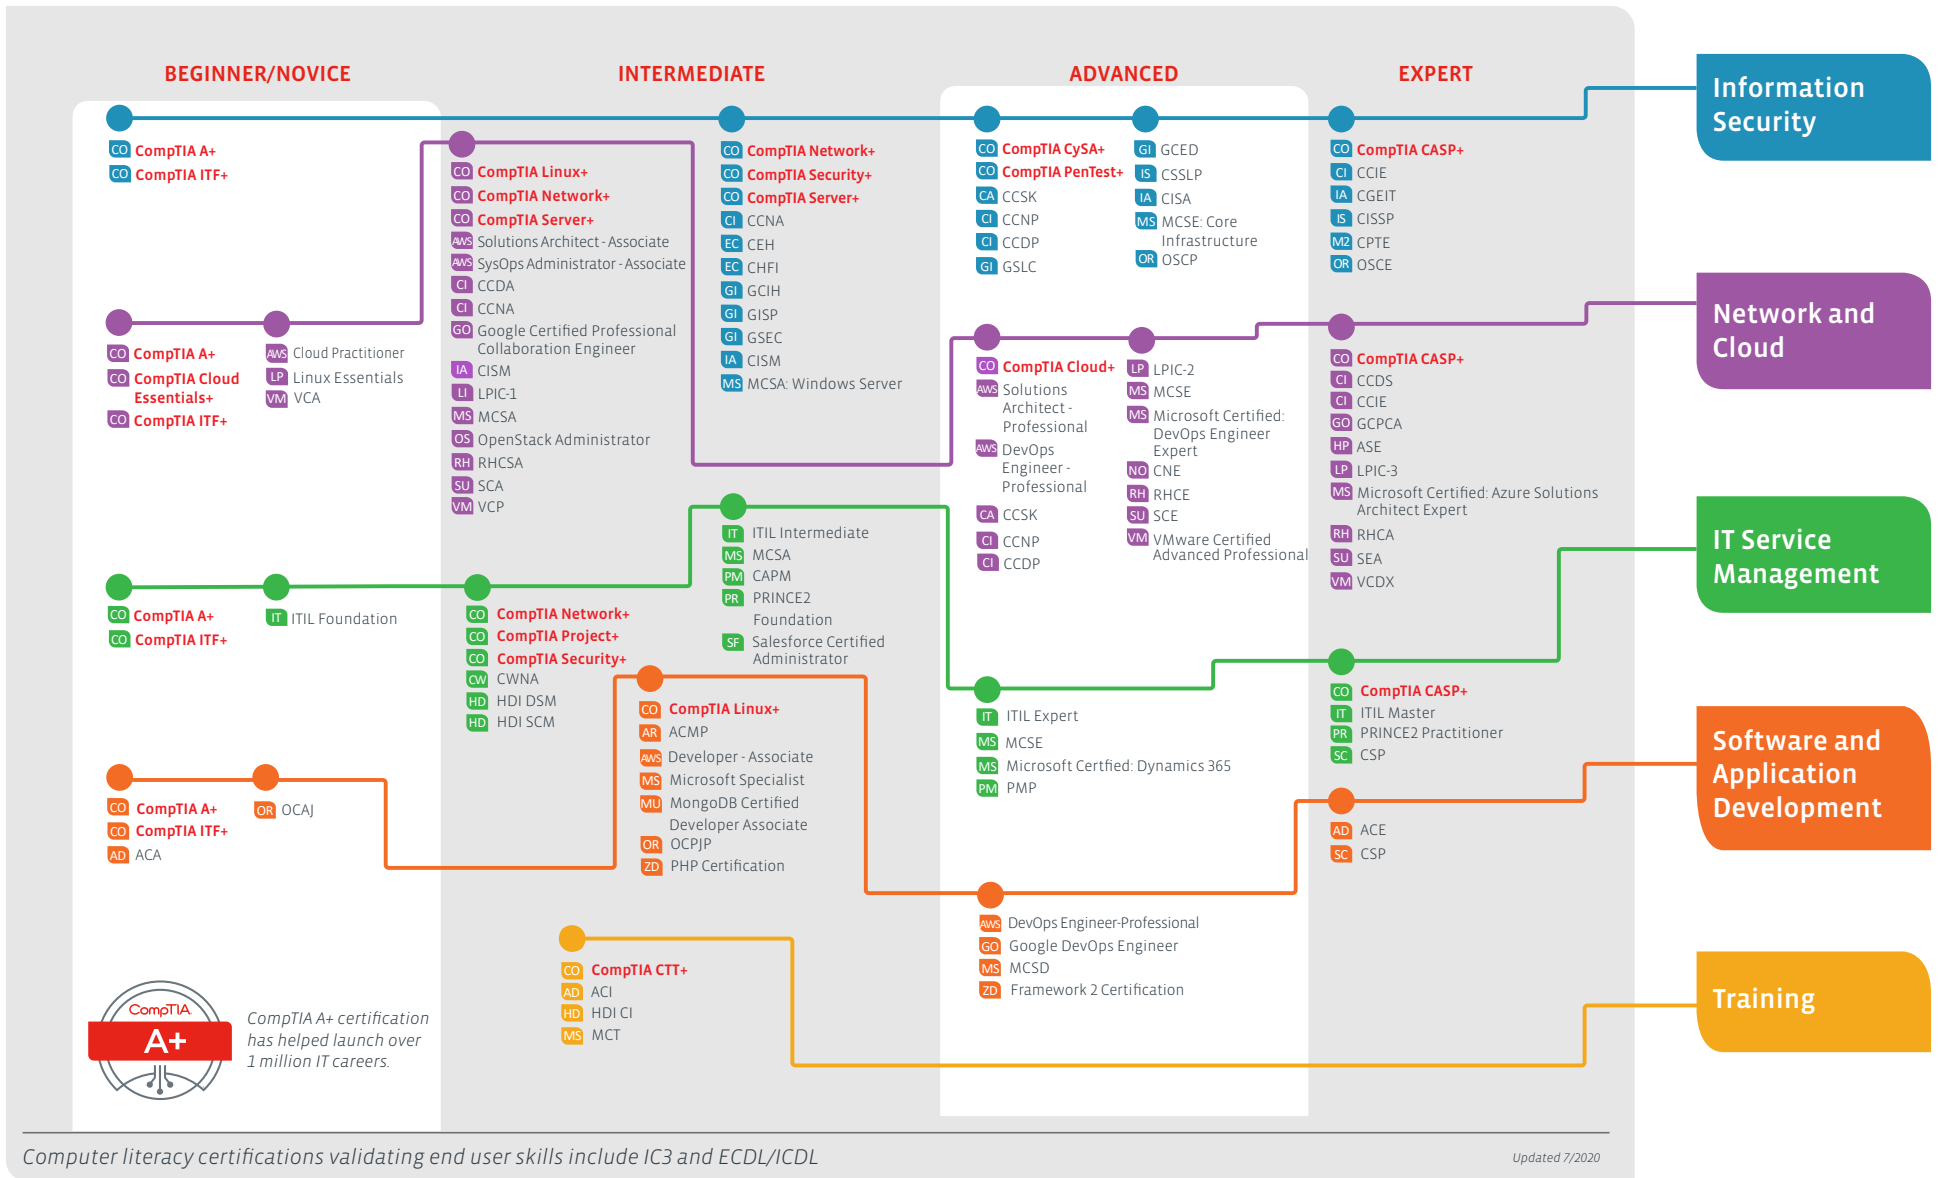 BEGINNER/NOVICE
INTERMEDIATE
ADVANCED
EXPERT
Information
Security
CO CompTIA A+
CO CompTIA ITF+
CO CompTIA Network+
CO CompTIA Security+
CO CompTIA Server+
CI CCNA
EC CEH
EC CHFI
GI GCIH
GI GISP
GI GSEC
IA CISM
MS MCSA: Windows Server
CO CompTIA CySA+
CO CompTIA PenTest+
CA CCSK
CI CCNP
CI CCDP
GI GSLC
GI GCED
IS CSSLP
IA CISA
MS MCSE: Core
Infrastructure
OR OSCP
CO CompTIA CASP+
CI CCIE
IA CGEIT
IS CISSP
M2 CPTE
OR OSCE
Network and
Cloud
CO CompTIA A+
CO CompTIA Cloud
Essentials+
CO CompTIA ITF+
AWS Cloud Practitioner
LP Linux Essentials
VM VCA
CO CompTIA Linux+
CO CompTIA Network+
CO CompTIA Server+
AWS Solutions Architect - Associate
AWS SysOps Administrator - Associate
CI CCDA
CI CCNA
GO Google Certified Professional
Collaboration Engineer
IA CISM
LI LPIC-1
MS MCSA
OS OpenStack Administrator
RH RHCSA
SU SCA
VM VCP
CO CompTIA Cloud+
AWS Solutions
Architect -
Professional
AWS DevOps
Engineer -
Professional
CA CCSK
CI CCNP
CI CCDP
LP LPIC-2
MS MCSE
MS Microsoft Certified:
DevOps Engineer
Expert
NO CNE
RH RHCE
SU SCE
VM VMware Certified
Advanced Professional
CO CompTIA CASP+
CI CCDS
CI CCIE
GO GCPCA
HP ASE
LP LPIC-3
MS Microsoft Certified: Azure Solutions
Architect Expert
RH RHCA
SU SEA
VM VCDX
IT Service
Management
CO CompTIA A+
CO CompTIA ITF+
IT ITIL Foundation
CO CompTIA Network+
CO CompTIA Project+
CO CompTIA Security+
CW CWNA
HD HDI DSM
HD HDI SCM
IT ITIL Intermediate
MS MCSA
PM CAPM
PR PRINCE2
Foundation
SF Salesforce Certified
Administrator
IT ITIL Expert
MS MCSE
MS Microsoft Certfied: Dynamics 365
PM PMP
CO CompTIA CASP+
IT ITIL Master
PR PRINCE2 Practitioner
SC CSP
Software and
Application
Development
CO CompTIA A+
CO CompTIA ITF+
AD ACA
OR OCAJ
CO CompTIA Linux+
AR ACMP
AWS Developer - Associate
MS Microsoft Specialist
MU MongoDB Certified
Developer Associate
OR OCPJP
ZD PHP Certification
AWS DevOps Engineer-Professional
GO Google DevOps Engineer
MS MCSD
ZD Framework 2 Certification
AD ACE
SC CSP
Training
CO CompTIA CTT+
AD ACI
HD HDI CI
MS MCT
CompTIA.
A+
CompTIA A+ certification
has helped launch over
1 million IT careers.
Computer literacy certifications validating end user skills include IC3 and ECDL/ICDL
Updated 7/2020